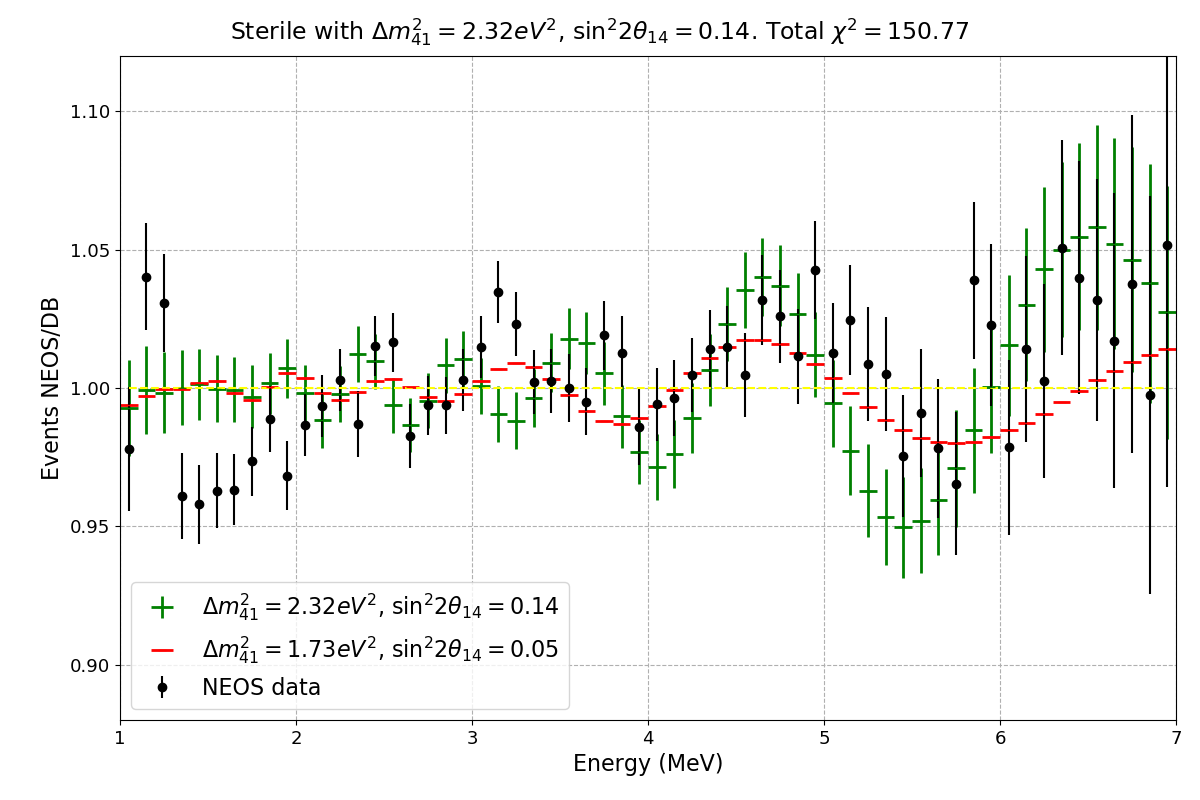 Sterile with Δm²₄₁ = 2.32eV², sin²2θ₁₄ = 0.14. Total χ² = 150.77
Events NEOS/DB
1.10
1.05
1.00
0.95
0.90
Δm²₄₁ = 2.32eV², sin²2θ₁₄ = 0.14
Δm²₄₁ = 1.73eV², sin²2θ₁₄ = 0.05
NEOS data
1 2 3 4 5 6 7
Energy (MeV)